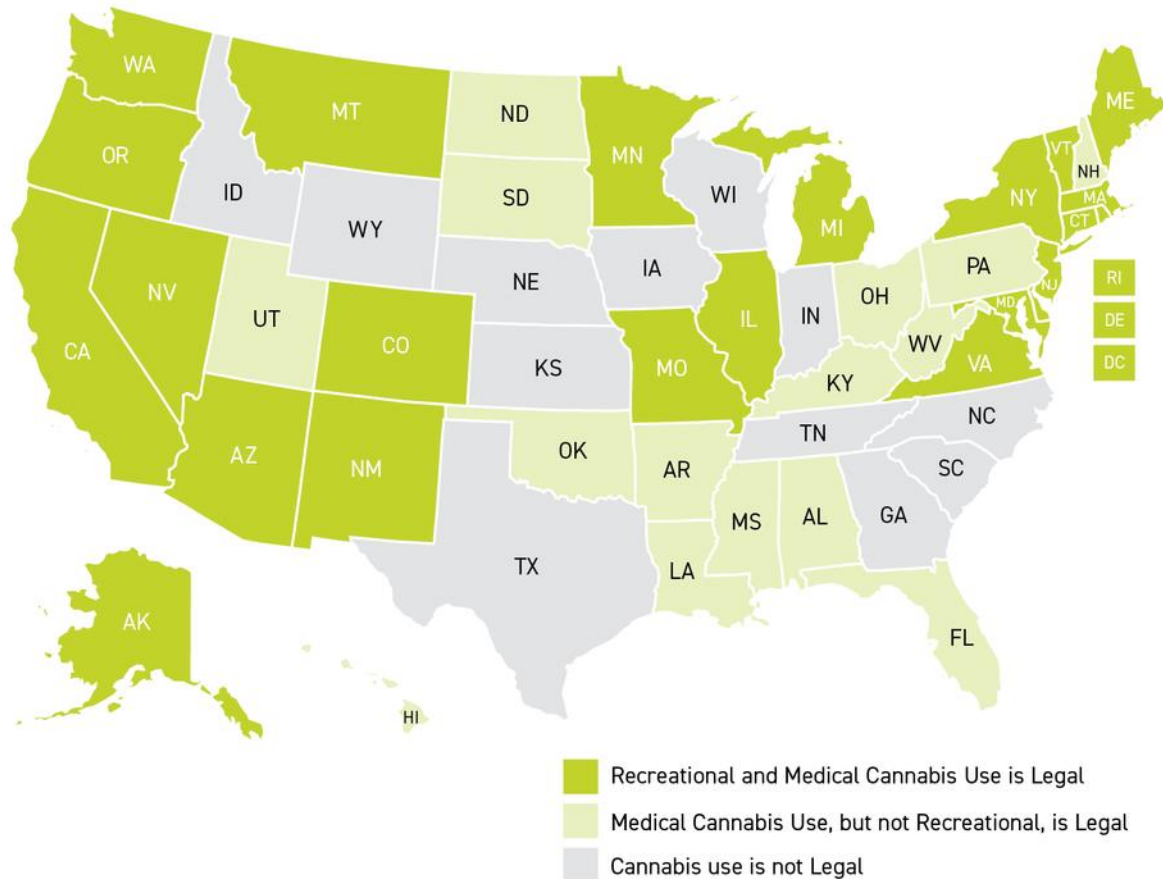 WA
MT
ND
MN
ME
OR
ID
SD
WI
VT
NH
NY
MA
CT
WY
MI
IA
PA
NE
NJ
RI
NV
UT
OH
IL
IN
MD
DE
CA
CO
WV
KS
MO
VA
DC
KY
NC
TN
AZ
NM
OK
AR
SC
MS
AL
GA
TX
LA
AK
FL
HI
Recreational and Medical Cannabis Use is Legal
Medical Cannabis Use, but not Recreational, is Legal
Cannabis use is not Legal